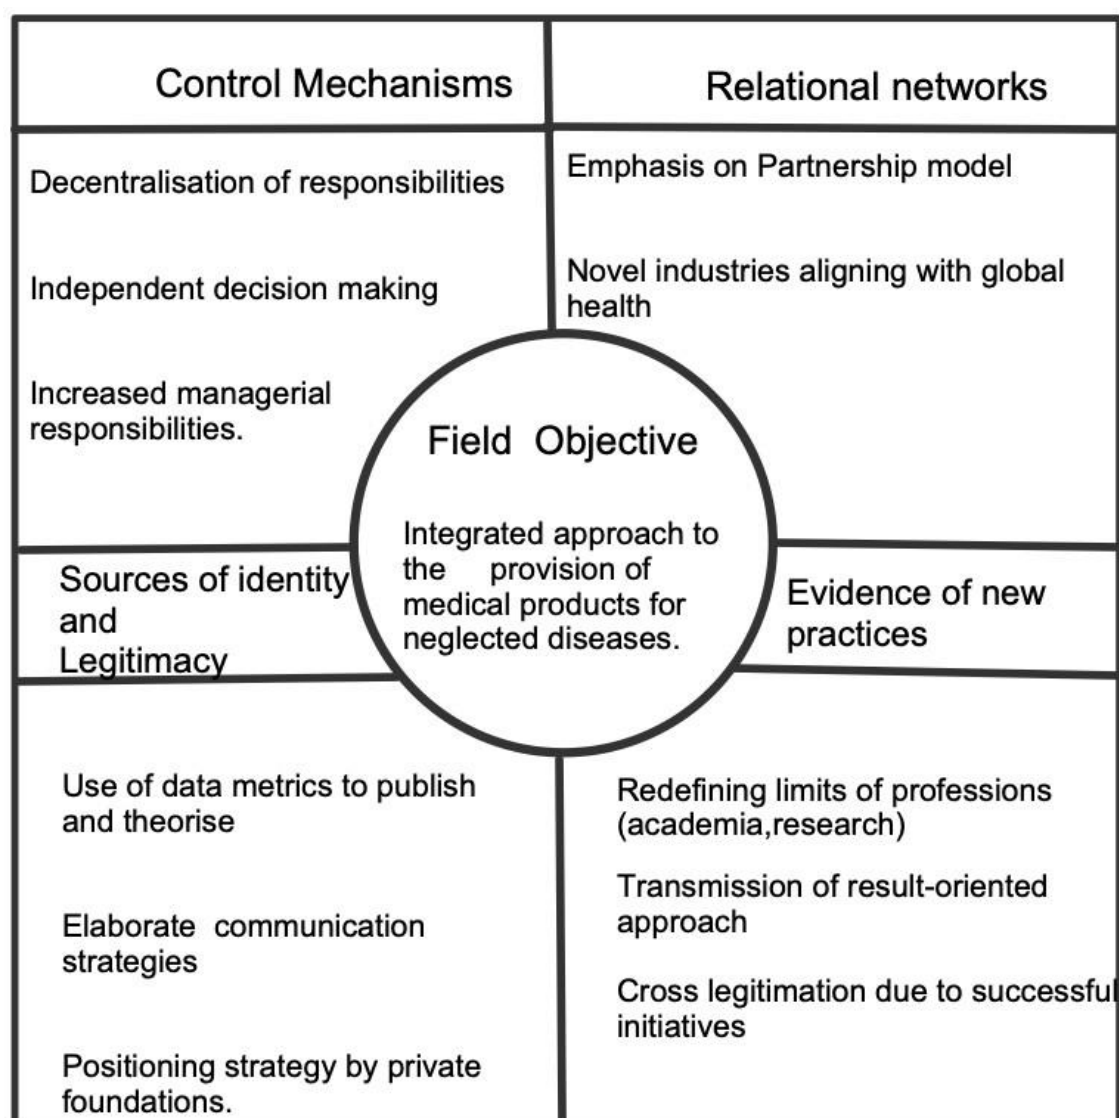 Control Mechanisms
Relational networks
Decentralisation of responsibilities
Independent decision making
Increased managerial
responsibilities.
Emphasis on Partnership model
Novel industries aligning with global
health
Field Objective
Integrated approach to
the provision of
medical products for
neglected diseases.
Sources of identity
and
Legitimacy
Evidence of new
practices
Use of data metrics to publish
and theorise
Elaborate communication
strategies
Positioning strategy by private
foundations.
Redefining limits of professions
(academia,research)
Transmission of result-oriented
approach
Cross legitimation due to successful
initiatives